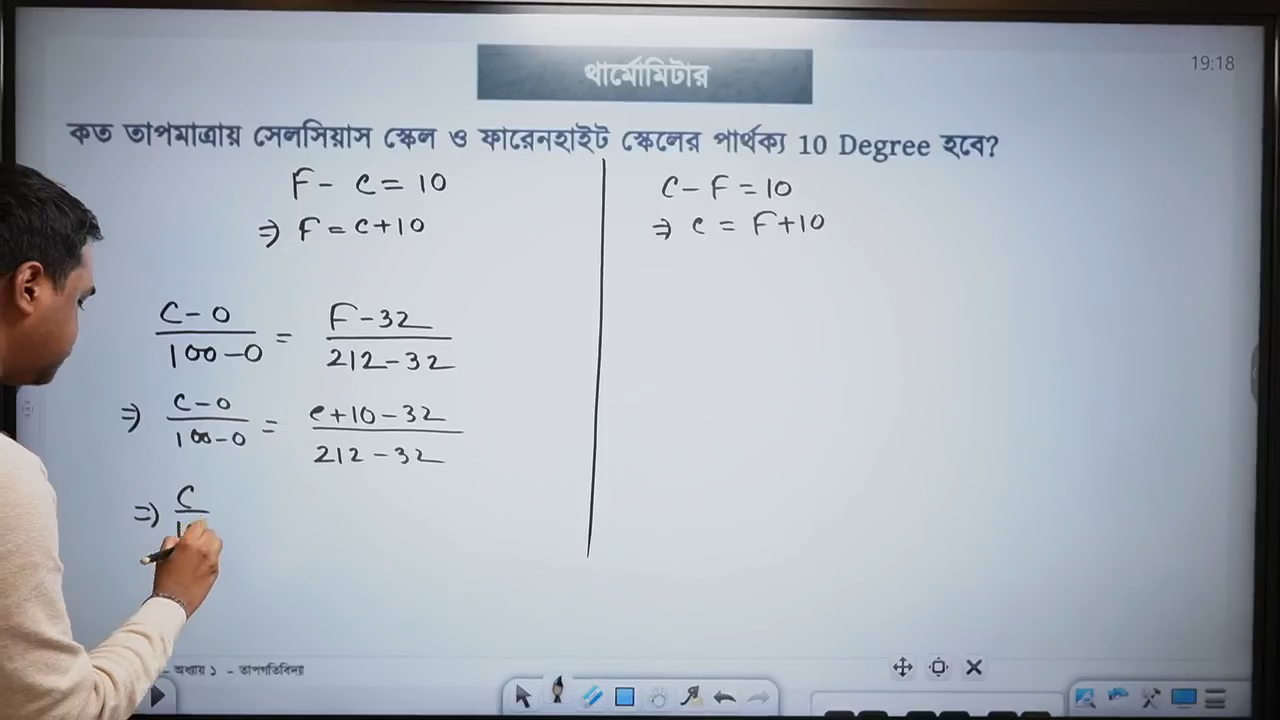 থার্মোমিটার
19:18
কত তাপমাত্রায় সেলসিয়াস স্কেল ও ফারেনহাইট স্কেলের পার্থক্য 10 Degree হবে?
F - C = 10
⇒ F = C + 10
C - 0 / 100 - 0 = F - 32 / 212 - 32
⇒ C - 0 / 100 - 0 = C + 10 - 32 / 212 - 32
⇒ C
C - F = 10
⇒ C = F + 10
- অধ্যায় ১ - তাপগতিবিদ্যা